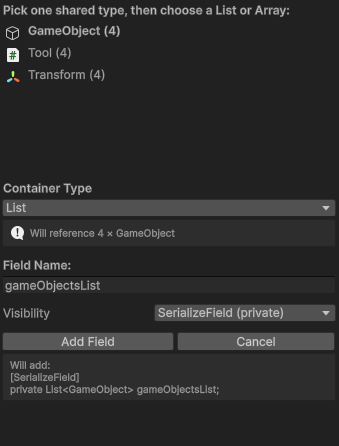 Pick one shared type, then choose a List or Array:
GameObject (4)
# Tool (4)
Transform (4)
Container Type
List
! Will reference 4 × GameObject
Field Name:
gameObjectsList
Visibility SerializeField (private)
Add Field Cancel
Will add:
[SerializeField]
private List<GameObject> gameObjectsList;